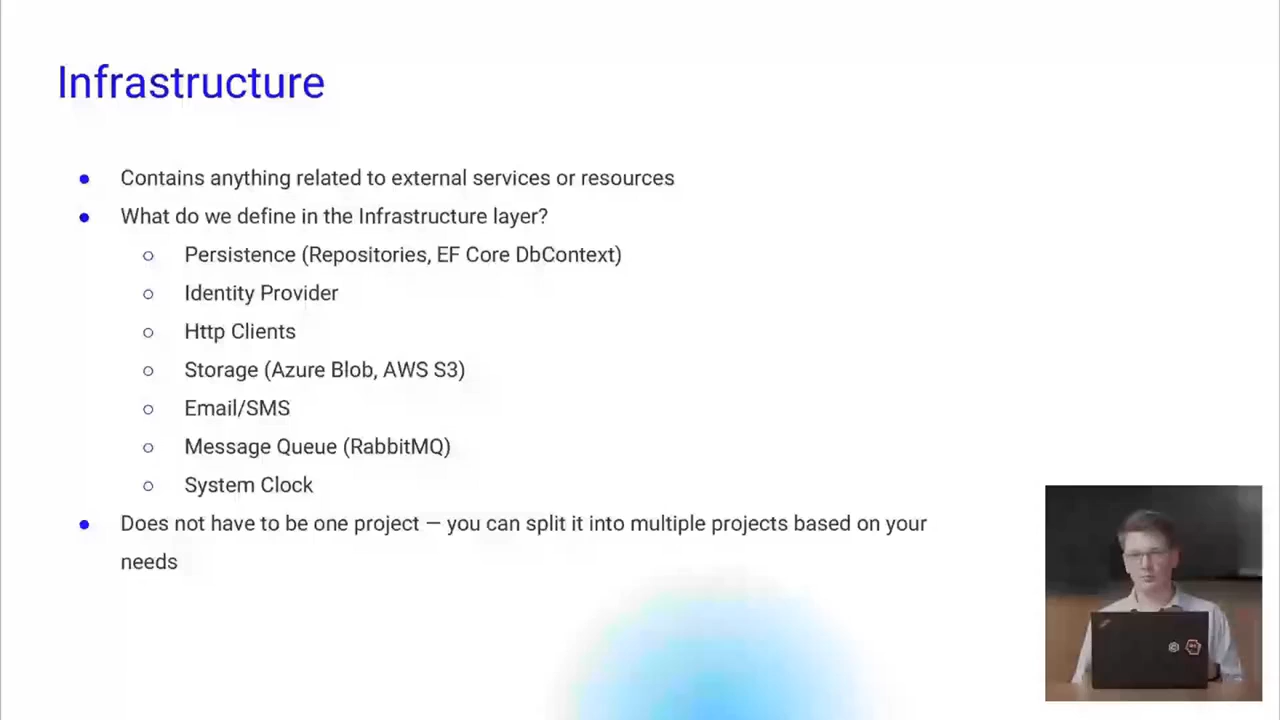 Infrastructure
● Contains anything related to external services or resources
● What do we define in the Infrastructure layer?
○ Persistence (Repositories, EF Core DbContext)
○ Identity Provider
○ Http Clients
○ Storage (Azure Blob, AWS S3)
○ Email/SMS
○ Message Queue (RabbitMQ)
○ System Clock
● Does not have to be one project — you can split it into multiple projects based on your
needs